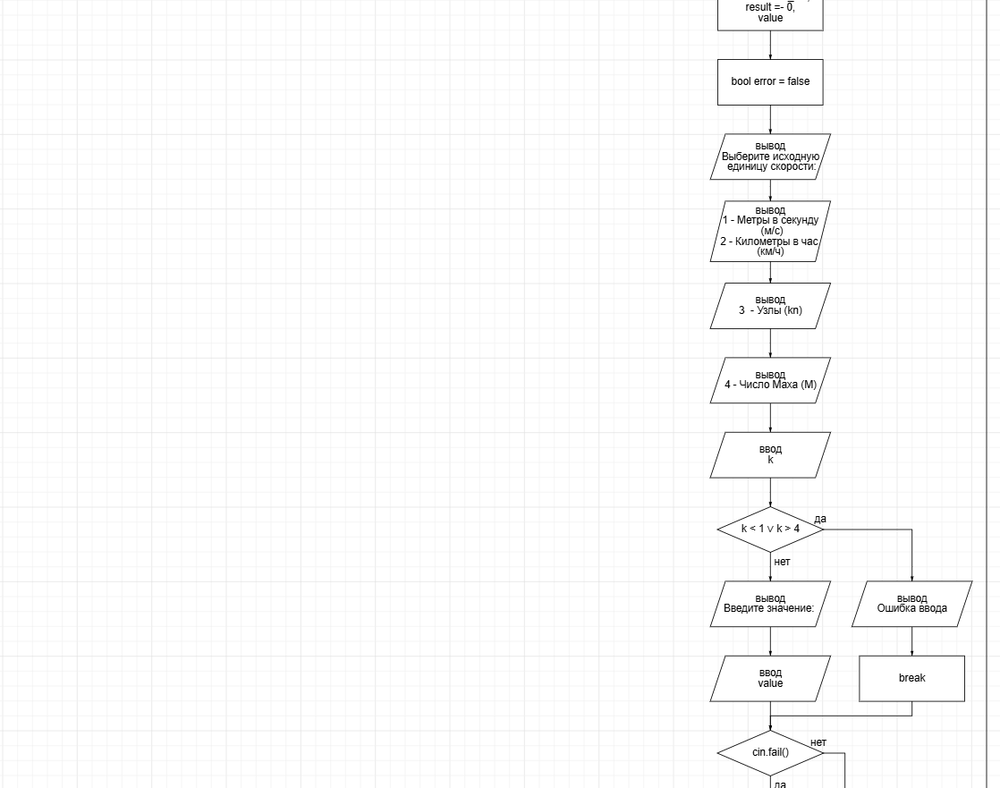 result =- 0,
value
bool error = false
вывод
Выберите исходную
единицу скорости:
вывод
1 - Метры в секунду
(м/с)
2 - Километры в час
(км/ч)
вывод
3 - Узлы (kn)
вывод
4 - Число Маха (М)
ввод
k
k < 1 ∨ k > 4
да
нет
вывод
Введите значение:
вывод
Ошибка ввода
ввод
value
break
cin.fail()
нет
да